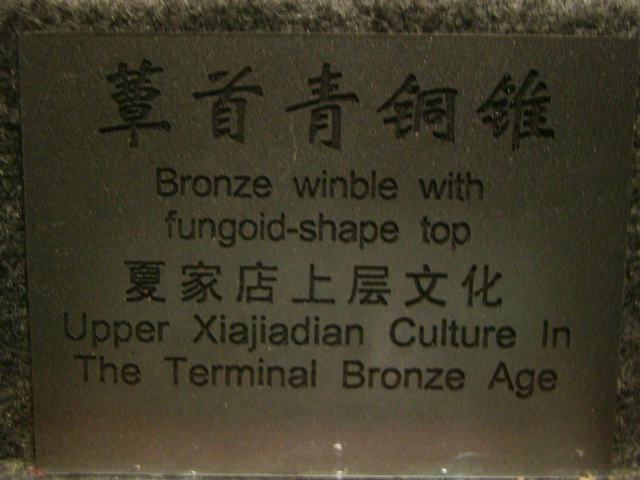 蕈首青铜锥
Bronze winble with
fungoid-shape top
夏家店上层文化
Upper Xiajiadian Culture In
The Terminal Bronze Age